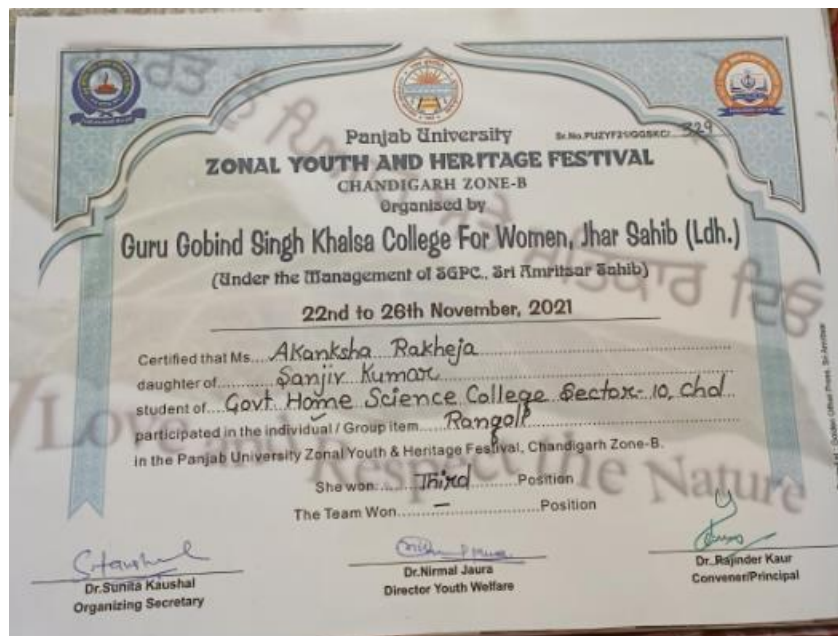 Panjab University
Sr.No.PUZYF21/GGSKC/ 329
ZONAL YOUTH AND HERITAGE FESTIVAL
CHANDIGARH ZONE-B
Organised by
Guru Gobind Singh Khalsa College For Women, Jhar Sahib (Ldh.)
(Under the Management of SGPC., Sri Amritsar Sahib)
22nd to 26th November, 2021
Certified that Ms. Akanksha Rakheja
daughter of Sanjiv Kumar
student of Govt. Home Science College Sector-10, Chd
participated in the individual / Group item Rangoli
in the Panjab University Zonal Youth & Heritage Festival, Chandigarh Zone-B.
She won: Third Position
The Team Won — Position
Love and Respect the Nature
Dr.Sunita Kaushal
Organizing Secretary
Dr.Nirmal Jaura
Director Youth Welfare
Dr. Rajinder Kaur
Convener/Principal